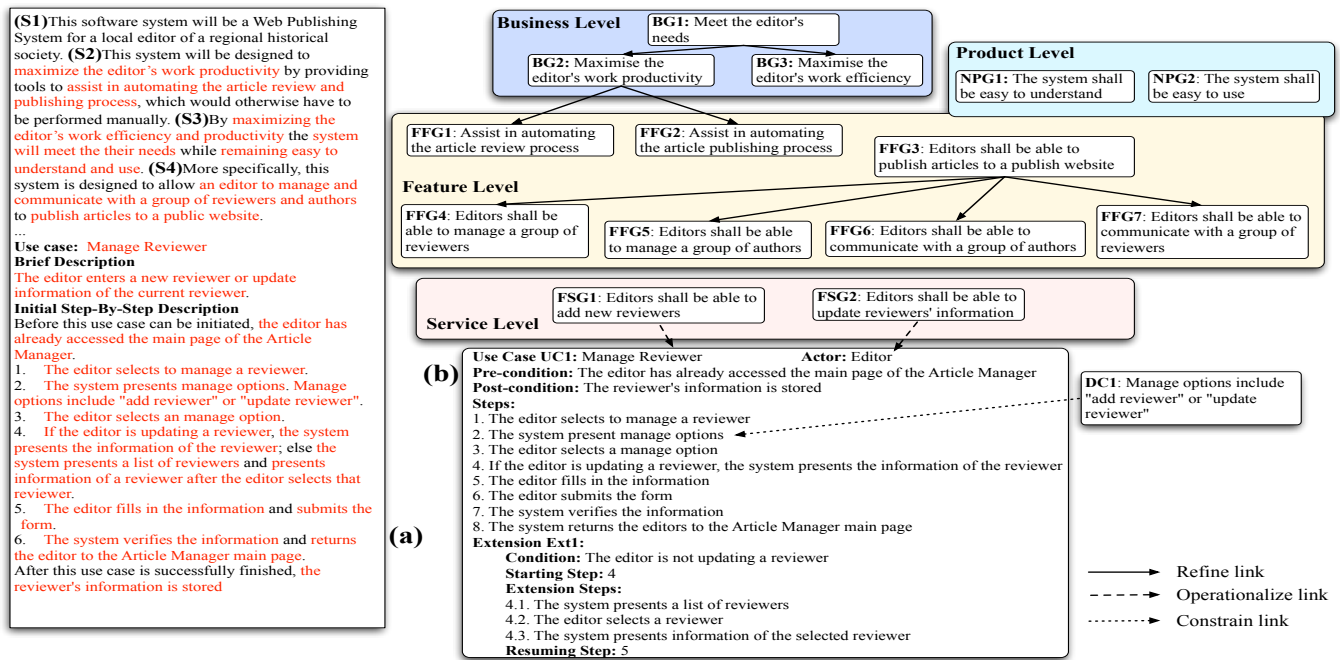 (S1)This software system will be a Web Publishing
System for a local editor of a regional historical
society. (S2)This system will be designed to
maximize the editor's work productivity by providing
tools to assist in automating the article review and
publishing process, which would otherwise have to
be performed manually. (S3)By maximizing the
editor's work efficiency and productivity the system
will meet the their needs while remaining easy to
understand and use. (S4)More specifically, this
system is designed to allow an editor to manage and
communicate with a group of reviewers and authors
to publish articles to a public website.
...
Use case: Manage Reviewer
Brief Description
The editor enters a new reviewer or update
information of the current reviewer.
Initial Step-By-Step Description
Before this use case can be initiated, the editor has
already accessed the main page of the Article
Manager.
1. The editor selects to manage a reviewer.
2. The system presents manage options. Manage
options include "add reviewer" or "update reviewer".
3. The editor selects an manage option.
4. If the editor is updating a reviewer, the system
presents the information of the reviewer; else the
system presents a list of reviewers and presents
information of a reviewer after the editor selects that
reviewer.
5. The editor fills in the information and submits the
form.
6. The system verifies the information and returns
the editor to the Article Manager main page.
After this use case is successfully finished, the
reviewer's information is stored
(a)
Business Level
BG1: Meet the editor's
needs
BG2: Maximise the
editor's work productivity
BG3: Maximise the
editor's work efficiency
Product Level
NPG1: The system shall
be easy to understand
NPG2: The system shall
be easy to use
FFG1: Assist in automating
the article review process
FFG2: Assist in automating
the article publishing process
FFG3: Editors shall be able to
publish articles to a publish website
Feature Level
FFG4: Editors shall be
able to manage a group of
reviewers
FFG5: Editors shall be able
to manage a group of authors
FFG6: Editors shall be able to
communicate with a group of authors
FFG7: Editors shall be able to
communicate with a group of
reviewers
Service Level
FSG1: Editors shall be able to
add new reviewers
FSG2: Editors shall be able to
update reviewers' information
(b)
Use Case UC1: Manage Reviewer Actor: Editor
Pre-condition: The editor has already accessed the main page of the Article Manager
Post-condition: The reviewer's information is stored
Steps:
1. The editor selects to manage a reviewer
2. The system present manage options
3. The editor selects a manage option
4. If the editor is updating a reviewer, the system presents the information of the reviewer
5. The editor fills in the information
6. The editor submits the form
7. The system verifies the information
8. The system returns the editors to the Article Manager main page
Extension Ext1:
Condition: The editor is not updating a reviewer
Starting Step: 4
Extension Steps:
4.1. The system presents a list of reviewers
4.2. The editor selects a reviewer
4.3. The system presents information of the selected reviewer
Resuming Step: 5
DC1: Manage options include
"add reviewer" or "update
reviewer"
Refine link
Operationalize link
Constrain link